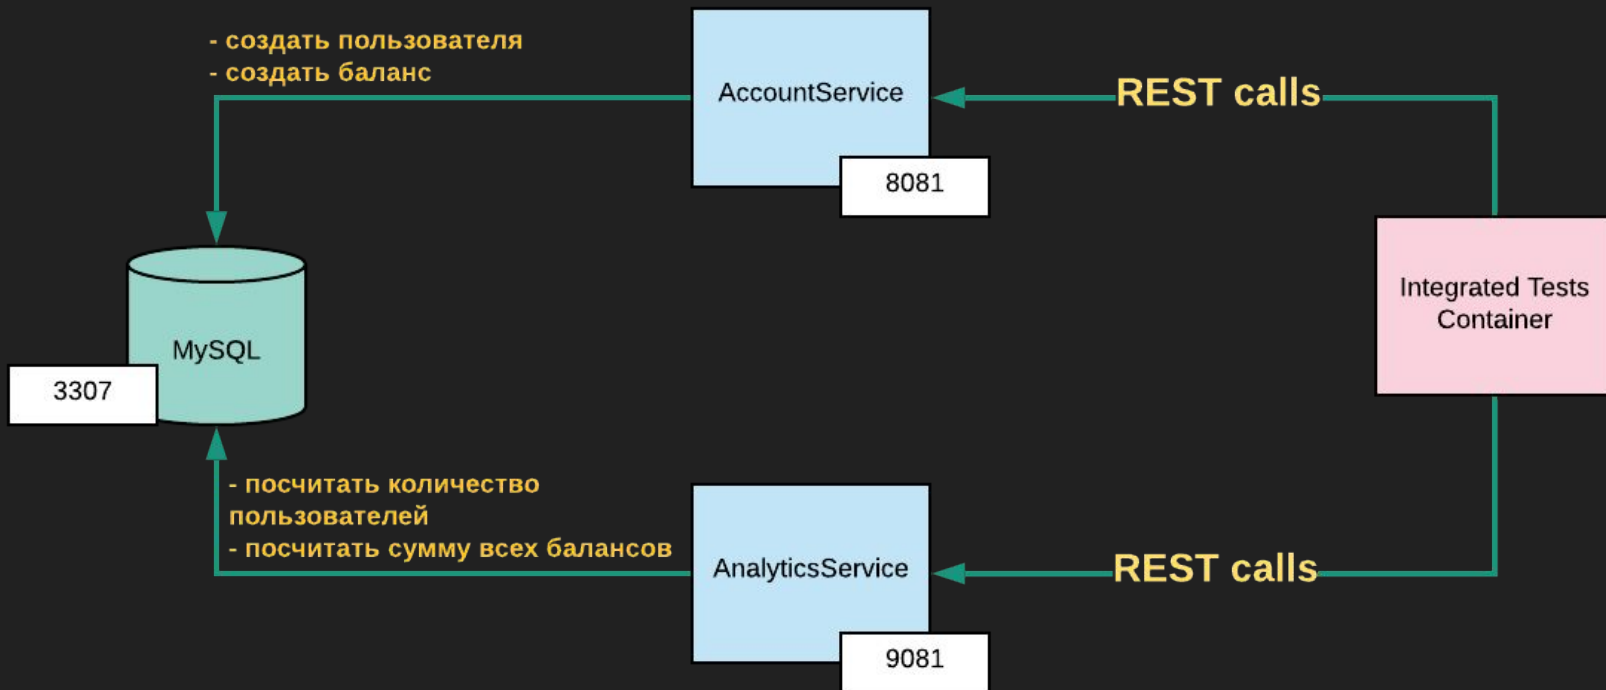 - создать пользователя
- создать баланс
AccountService
REST calls
8081
Integrated Tests
Container
MySQL
3307
- посчитать количество
пользователей
- посчитать сумму всех балансов
AnalyticsService
REST calls
9081